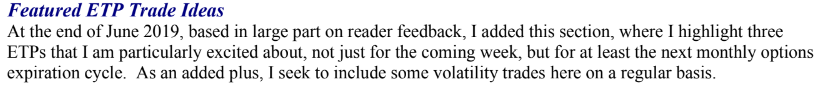 Featured ETP Trade Ideas
At the end of June 2019, based in large part on reader feedback, I added this section, where I highlight three
ETPs that I am particularly excited about, not just for the coming week, but for at least the next monthly options
expiration cycle.  As an added plus, I seek to include some volatility trades here on a regular basis.